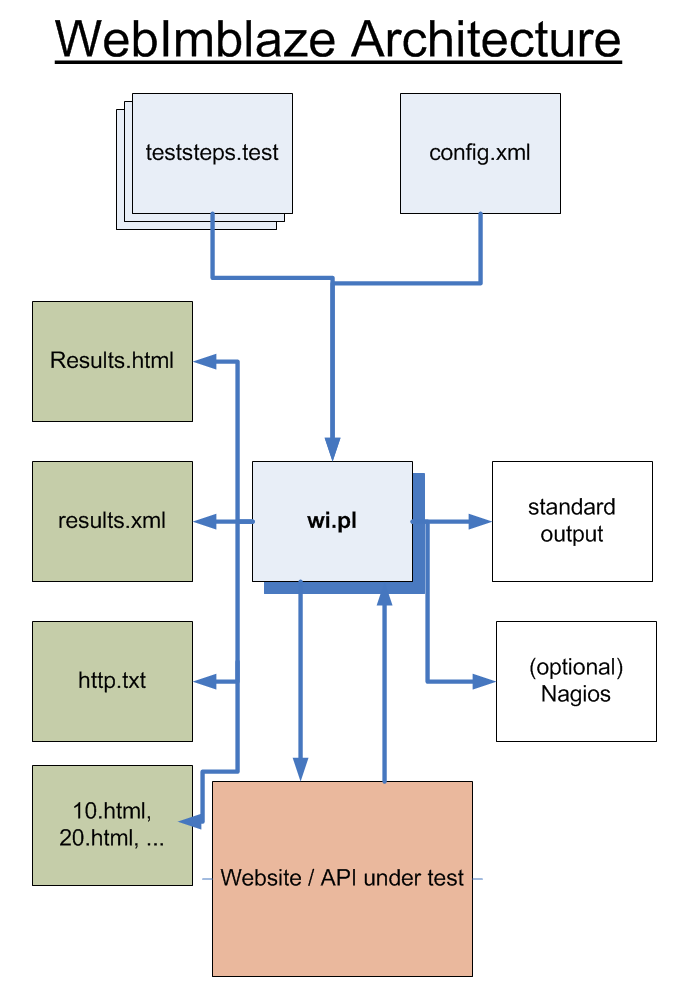 WebImblaze Architecture
teststeps.test
config.xml
Results.html
results.xml
wi.pl
standard
output
http.txt
(optional)
Nagios
10.html,
20.html, ...
Website / API under test